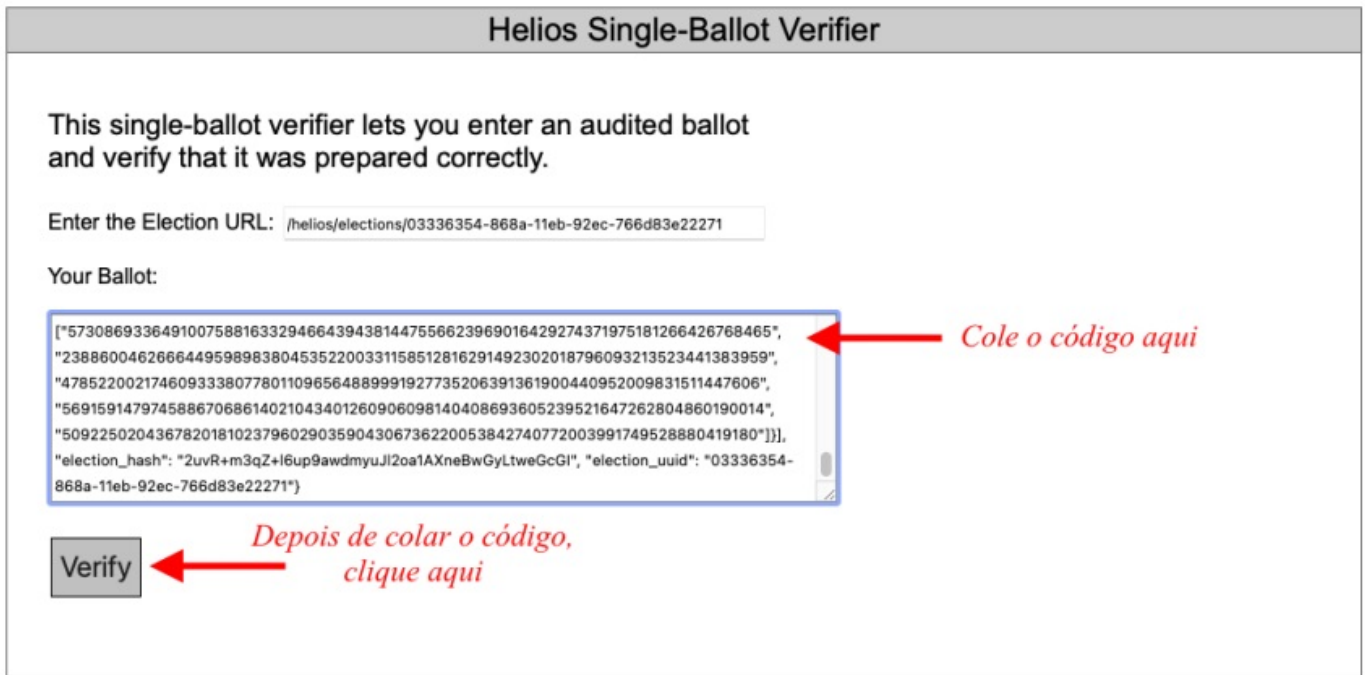 Helios Single-Ballot Verifier
This single-ballot verifier lets you enter an audited ballot
and verify that it was prepared correctly.
Enter the Election URL: /helios/elections/03336354-868a-11eb-92ec-766d83e22271
Your Ballot:
["57308693364910075881633294664394381447556623969016429274371975181266426768465",
"23886004626664495989838045352200331158512816291492302018796093213523441383959",
"47852200217460933380778011096564889991927735206391361900440952009831511447606",
"56915914797458867068614021043401260906098140408693605239521647262804860190014",
"50922502043678201810237960290359043067362200538427407720039917495288804​19180"]}],
"election_hash": "2uvR+m3qZ+I6up9awdmyuJI2oa1AXneBwGyLtweGcGI", "election_uuid": "03336354-
868a-11eb-92ec-766d83e22271"}
Cole o código aqui
Verify
Depois de colar o código,
clique aqui